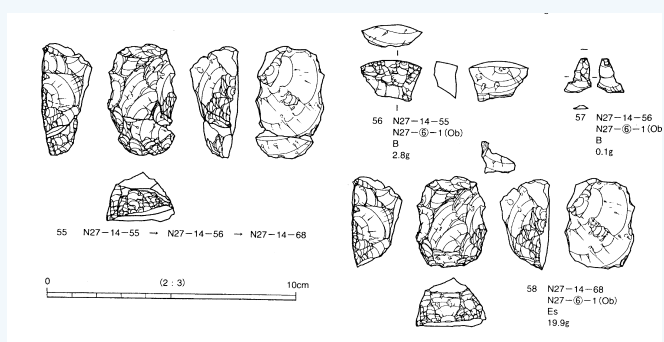 56 N27-14-55
N27-⑥-1(Ob)
B
2.8g
57 N27-14-56
N27-⑥-1(Ob
B
0.1g
55 N27-14-55 → N27-14-56 → N27-14-68
0 (2 : 3) 10cm
58 N27-14-68
N27-⑥-1(Ob)
Es
19.9g